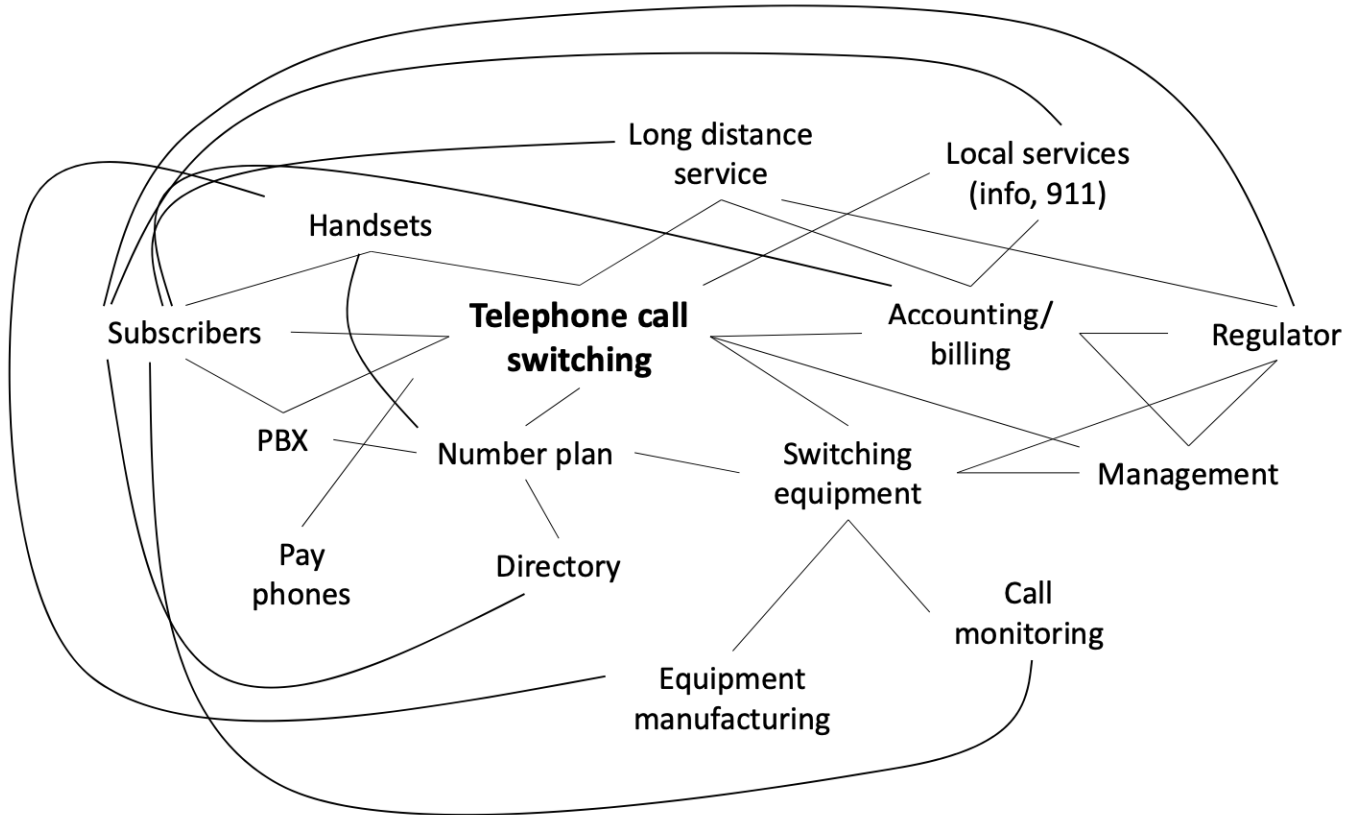 Long distance
service
Local services
(info, 911)
Handsets
Subscribers
Telephone call
switching
Accounting/
billing
Regulator
PBX
Number plan
Switching
equipment
Management
Pay
phones
Directory
Call
monitoring
Equipment
manufacturing